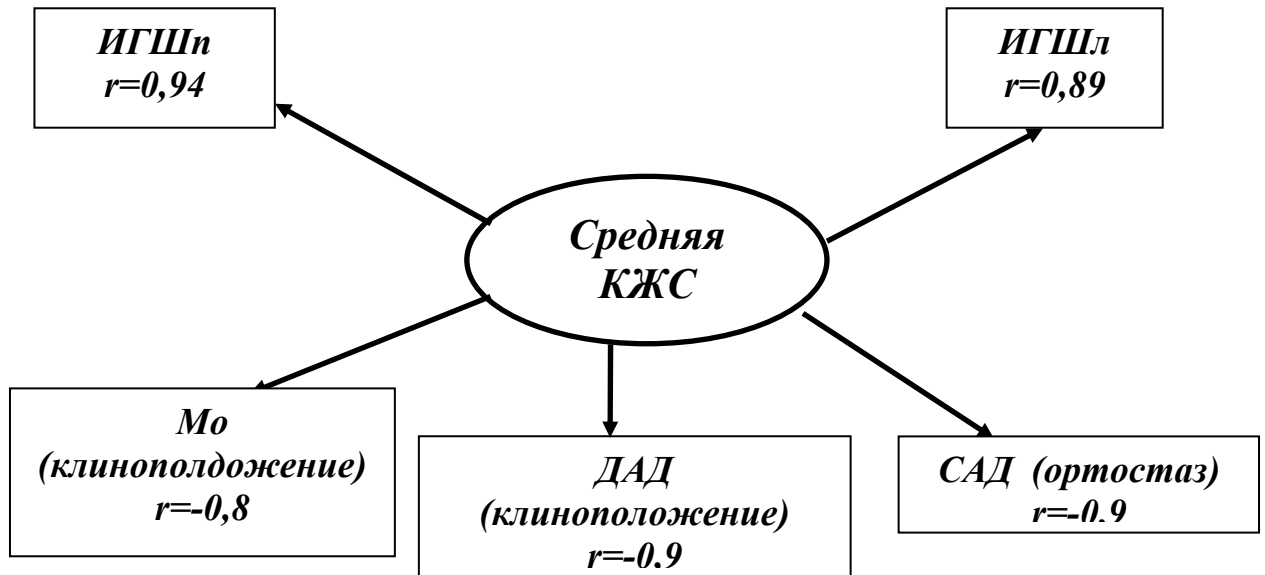 ИГШп
r=0,94
ИГШл
r=0,89
Средняя
КЖС
Мо
(клинополдожение)
r=-0,8
ДАД
(клиноположение)
r=-0,9
САД (ортостаз)
r=-0,9